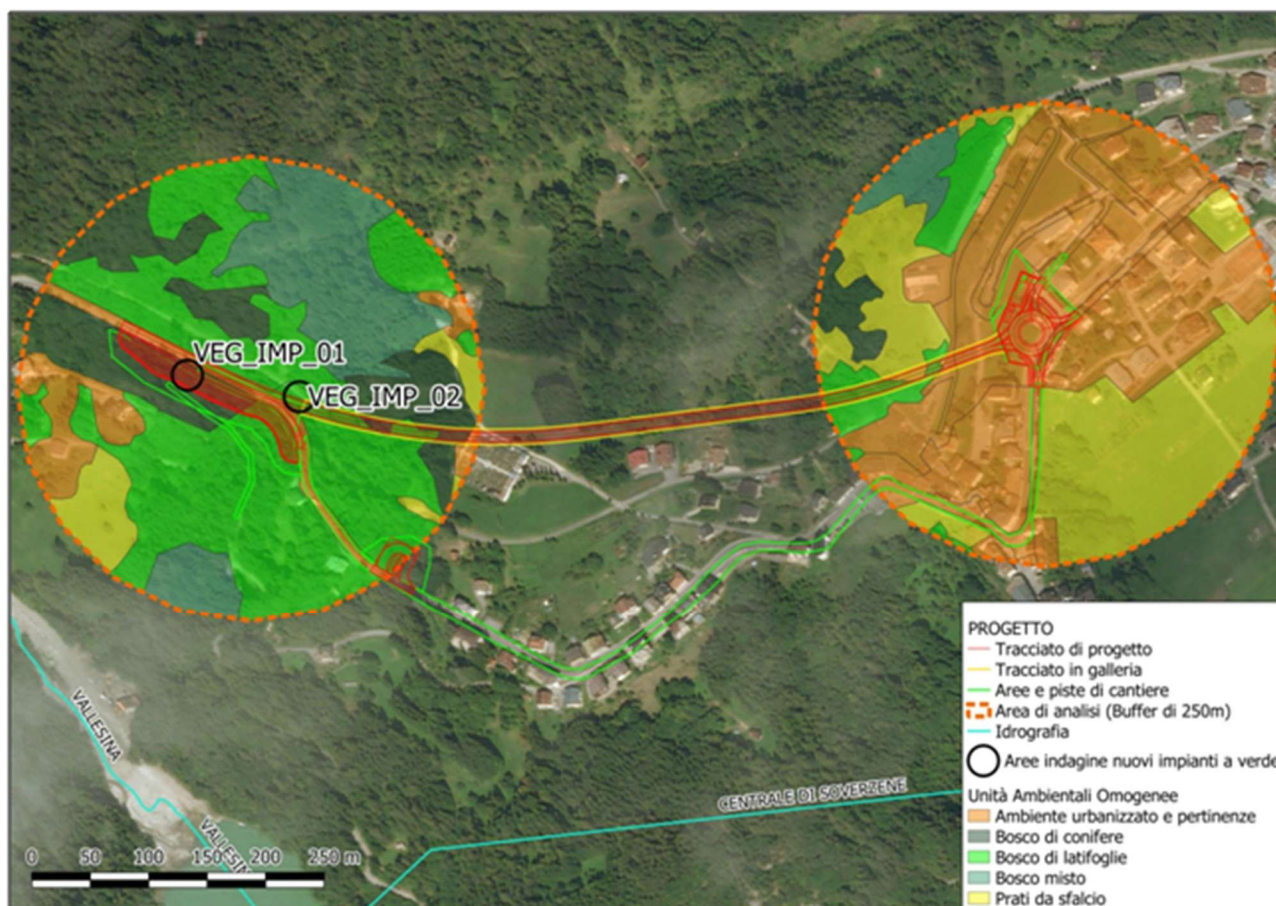 VEG_IMP_01
VEG_IMP_02
VALLESINA
VALLESIN
CENTRALE DI SOVERZENE
0 50 100 150 200 250 m
PROGETTO
Tracciato di progetto
Tracciato in galleria
Aree e piste di cantiere
Area di analisi (Buffer di 250m)
Idrografia
Aree indagine nuovi impianti a verde
Unità Ambientali Omogenee
Ambiente urbanizzato e pertinenze
Bosco di conifere
Bosco di latifoglie
Bosco misto
Prati da sfalcio